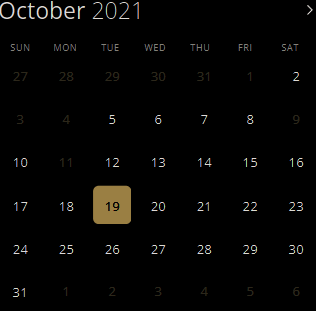 October 2021 >
SUN MON TUE WED THU FRI SAT
27 28 29 30 31 1 2
3 4 5 6 7 8 9
10 11 12 13 14 15 16
17 18 19 20 21 22 23
24 25 26 27 28 29 30
31 1 2 3 4 5 6